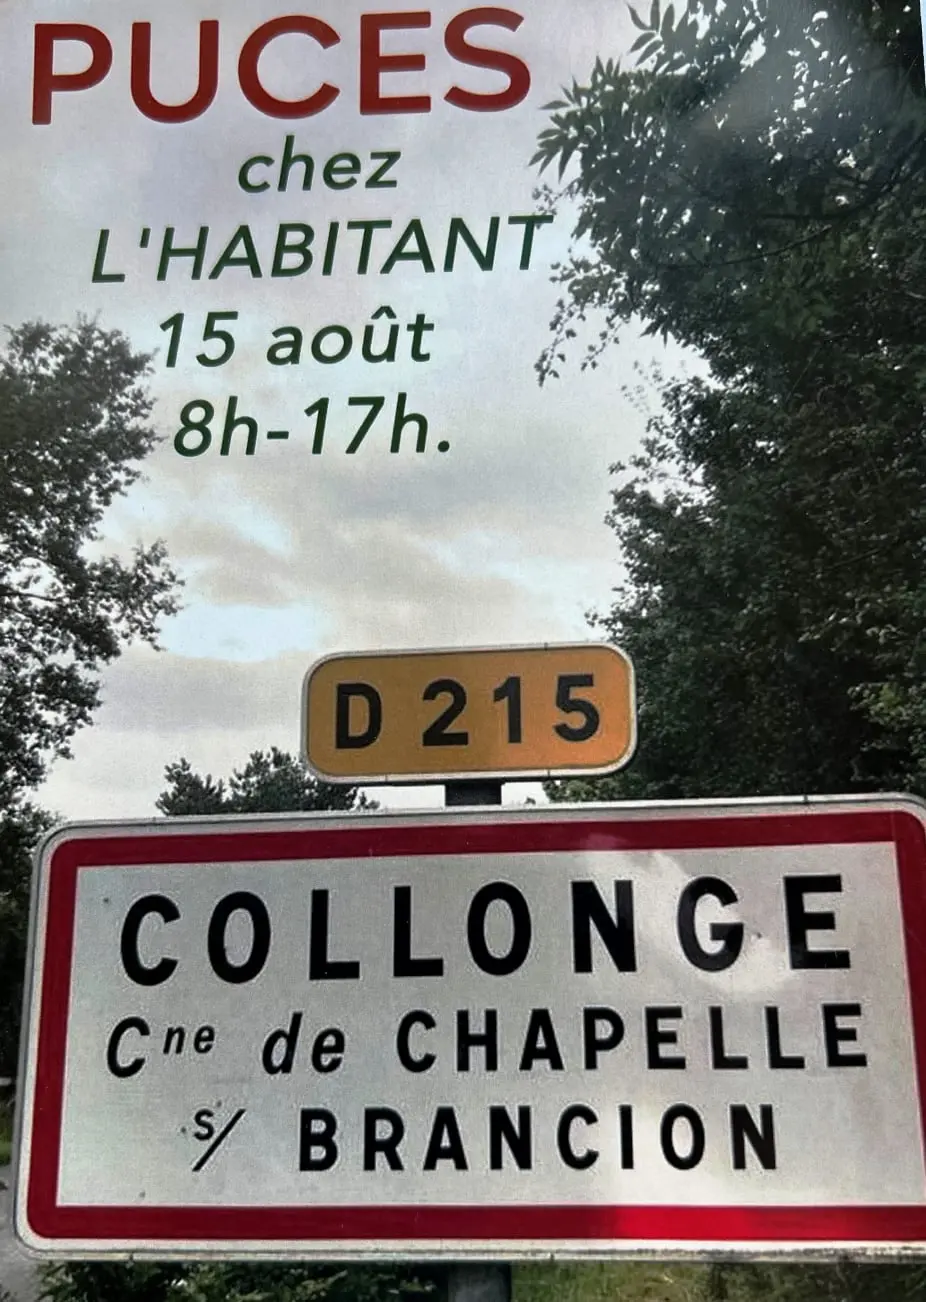 PUCES
chez
L'HABITANT
15 août
8h-17h.
D 215
COLLONGE
Cne de CHAPELLE
s/ BRANCION